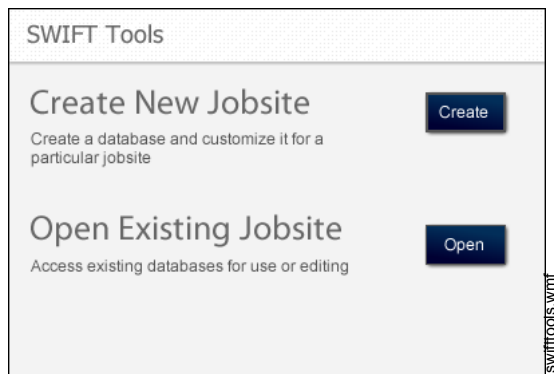 SWIFT Tools
Create New Jobsite
Create
Create a database and customize it for a
particular jobsite
Open Existing Jobsite
Open
Access existing databases for use or editing
swifttools.wmf